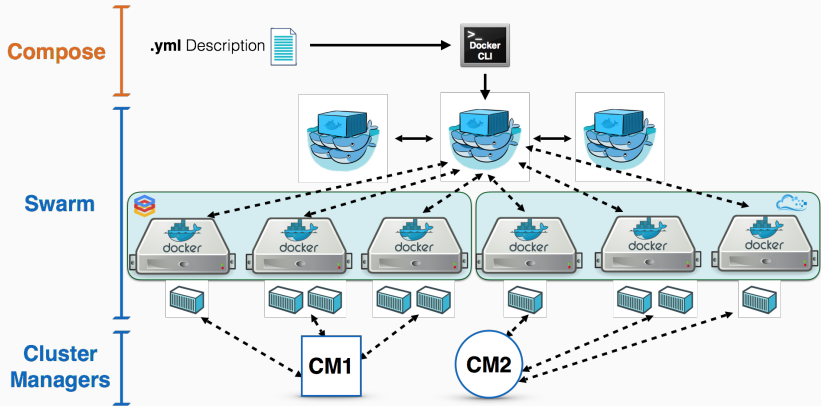 Compose
.yml Description
>_
Docker
CLI
Swarm
docker
docker
docker
docker
docker
docker
Cluster
Managers
CM1
CM2